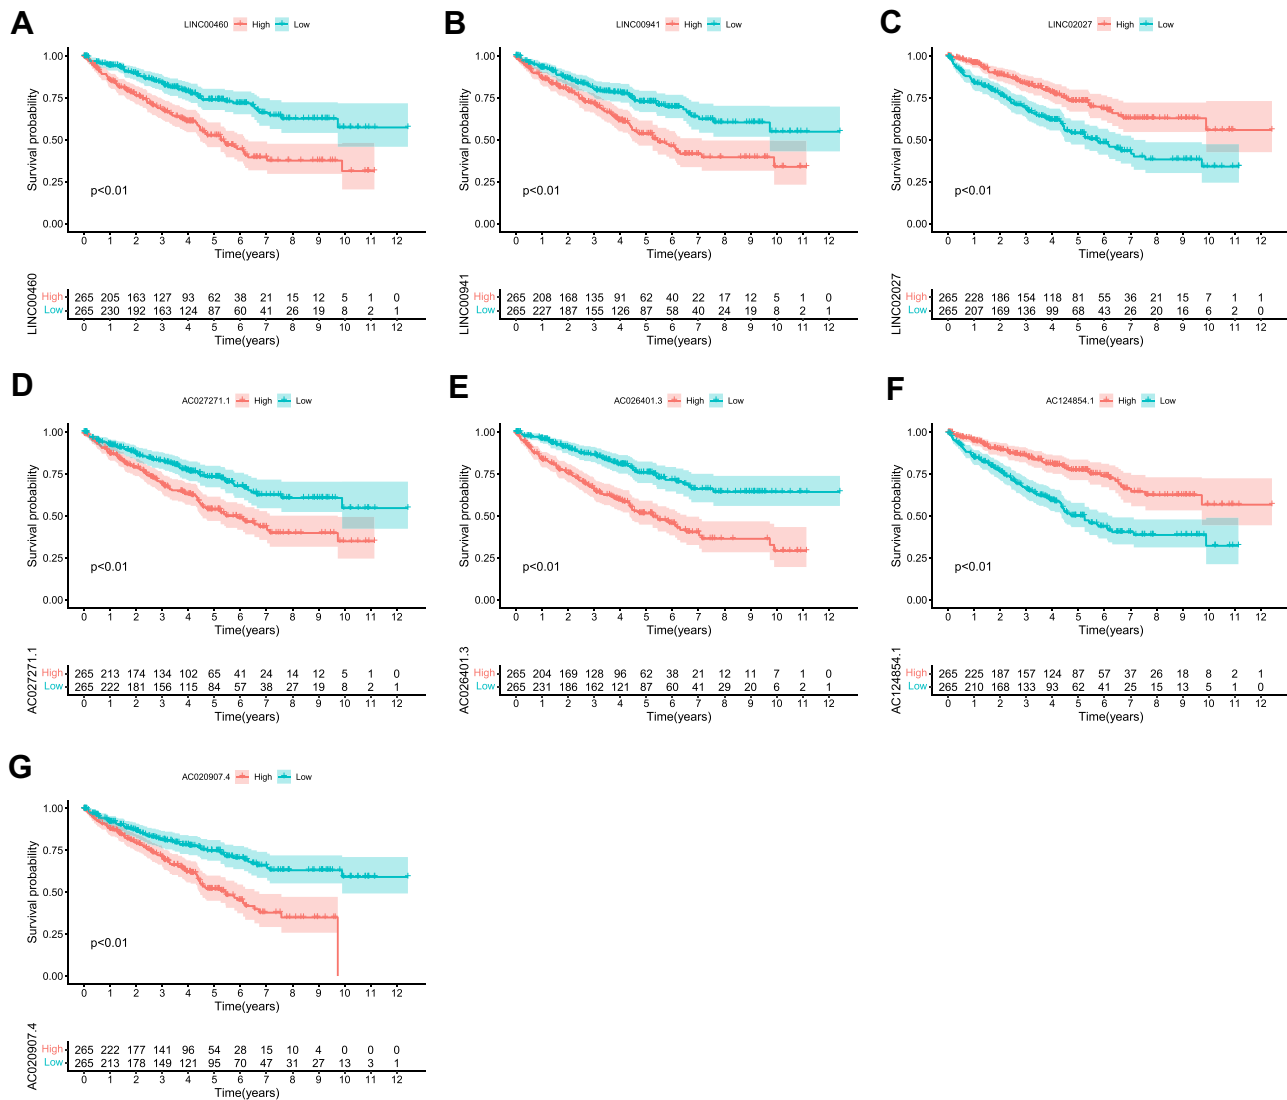 A
LINC00460 High Low
Survival probability
1.00
0.75
0.50
0.25
0.00
p<0.01
0 1 2 3 4 5 6 7 8 9 10 11 12
Time(years)
LINC00460
High 265 205 163 127 93 62 38 21 15 12 5 1 0
Low 265 230 192 163 124 87 60 41 26 19 8 2 1
0 1 2 3 4 5 6 7 8 9 10 11 12
Time(years)
B
LINC00941 High Low
Survival probability
1.00
0.75
0.50
0.25
0.00
p<0.01
0 1 2 3 4 5 6 7 8 9 10 11 12
Time(years)
LINC00941
High 265 208 168 135 91 62 40 22 17 12 5 1 0
Low 265 227 187 155 126 87 58 40 24 19 8 2 1
0 1 2 3 4 5 6 7 8 9 10 11 12
Time(years)
C
LINC02027 High Low
Survival probability
1.00
0.75
0.50
0.25
0.00
p<0.01
0 1 2 3 4 5 6 7 8 9 10 11 12
Time(years)
LINC02027
High 265 228 186 154 118 81 55 36 21 15 7 1 1
Low 265 207 169 136 99 68 43 26 20 16 6 2 0
0 1 2 3 4 5 6 7 8 9 10 11 12
Time(years)
D
AC027271.1 High Low
Survival probability
1.00
0.75
0.50
0.25
0.00
p<0.01
0 1 2 3 4 5 6 7 8 9 10 11 12
Time(years)
AC027271.1
High 265 213 174 134 102 65 41 24 14 12 5 1 0
Low 265 222 181 156 115 84 57 38 27 19 8 2 1
0 1 2 3 4 5 6 7 8 9 10 11 12
Time(years)
E
AC026401.3 High Low
Survival probability
1.00
0.75
0.50
0.25
0.00
p<0.01
0 1 2 3 4 5 6 7 8 9 10 11 12
Time(years)
AC026401.3
High 265 204 169 128 96 62 38 21 12 11 7 1 0
Low 265 231 186 162 121 87 60 41 29 20 6 2 1
0 1 2 3 4 5 6 7 8 9 10 11 12
Time(years)
F
AC124854.1 High Low
Survival probability
1.00
0.75
0.50
0.25
0.00
p<0.01
0 1 2 3 4 5 6 7 8 9 10 11 12
Time(years)
AC124854.1
High 265 225 187 157 124 87 57 37 26 18 8 2 1
Low 265 210 168 133 93 62 41 25 15 13 5 1 0
0 1 2 3 4 5 6 7 8 9 10 11 12
Time(years)
G
AC020907.4 High Low
Survival probability
1.00
0.75
0.50
0.25
0.00
p<0.01
0 1 2 3 4 5 6 7 8 9 10 11 12
Time(years)
AC020907.4
High 265 222 177 141 96 54 28 15 10 4 0 0 0
Low 265 213 178 149 121 95 70 47 31 27 13 3 1
0 1 2 3 4 5 6 7 8 9 10 11 12
Time(years)